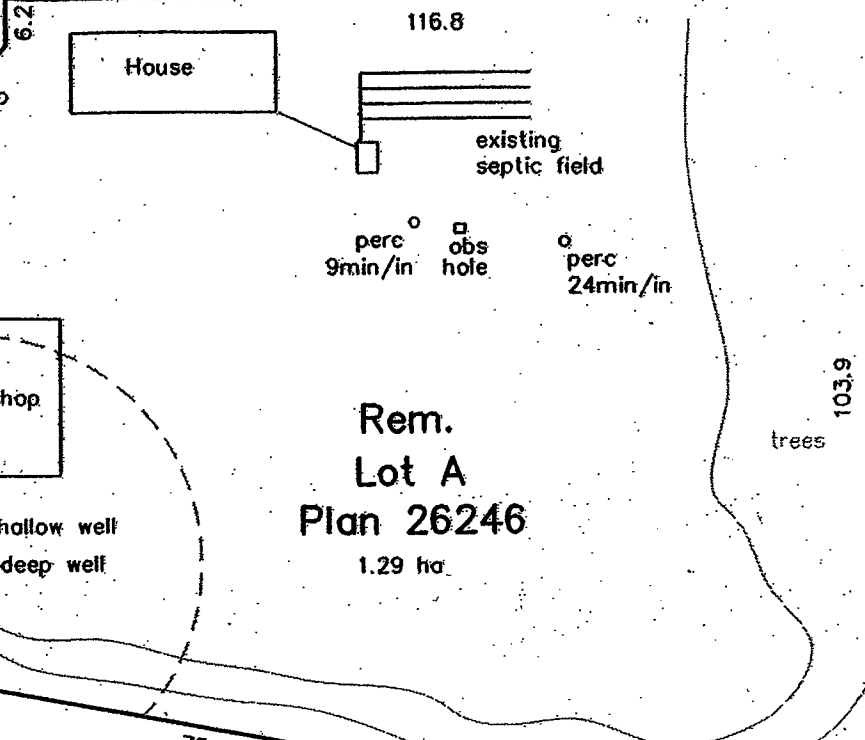 6.2
116.8
House
existing
septic field
perc
9min/in
obs
hole
perc
24min/in
103.9
hop
trees
Rem.
Lot A
Plan 26246
1.29 ha
hallow well
deep well